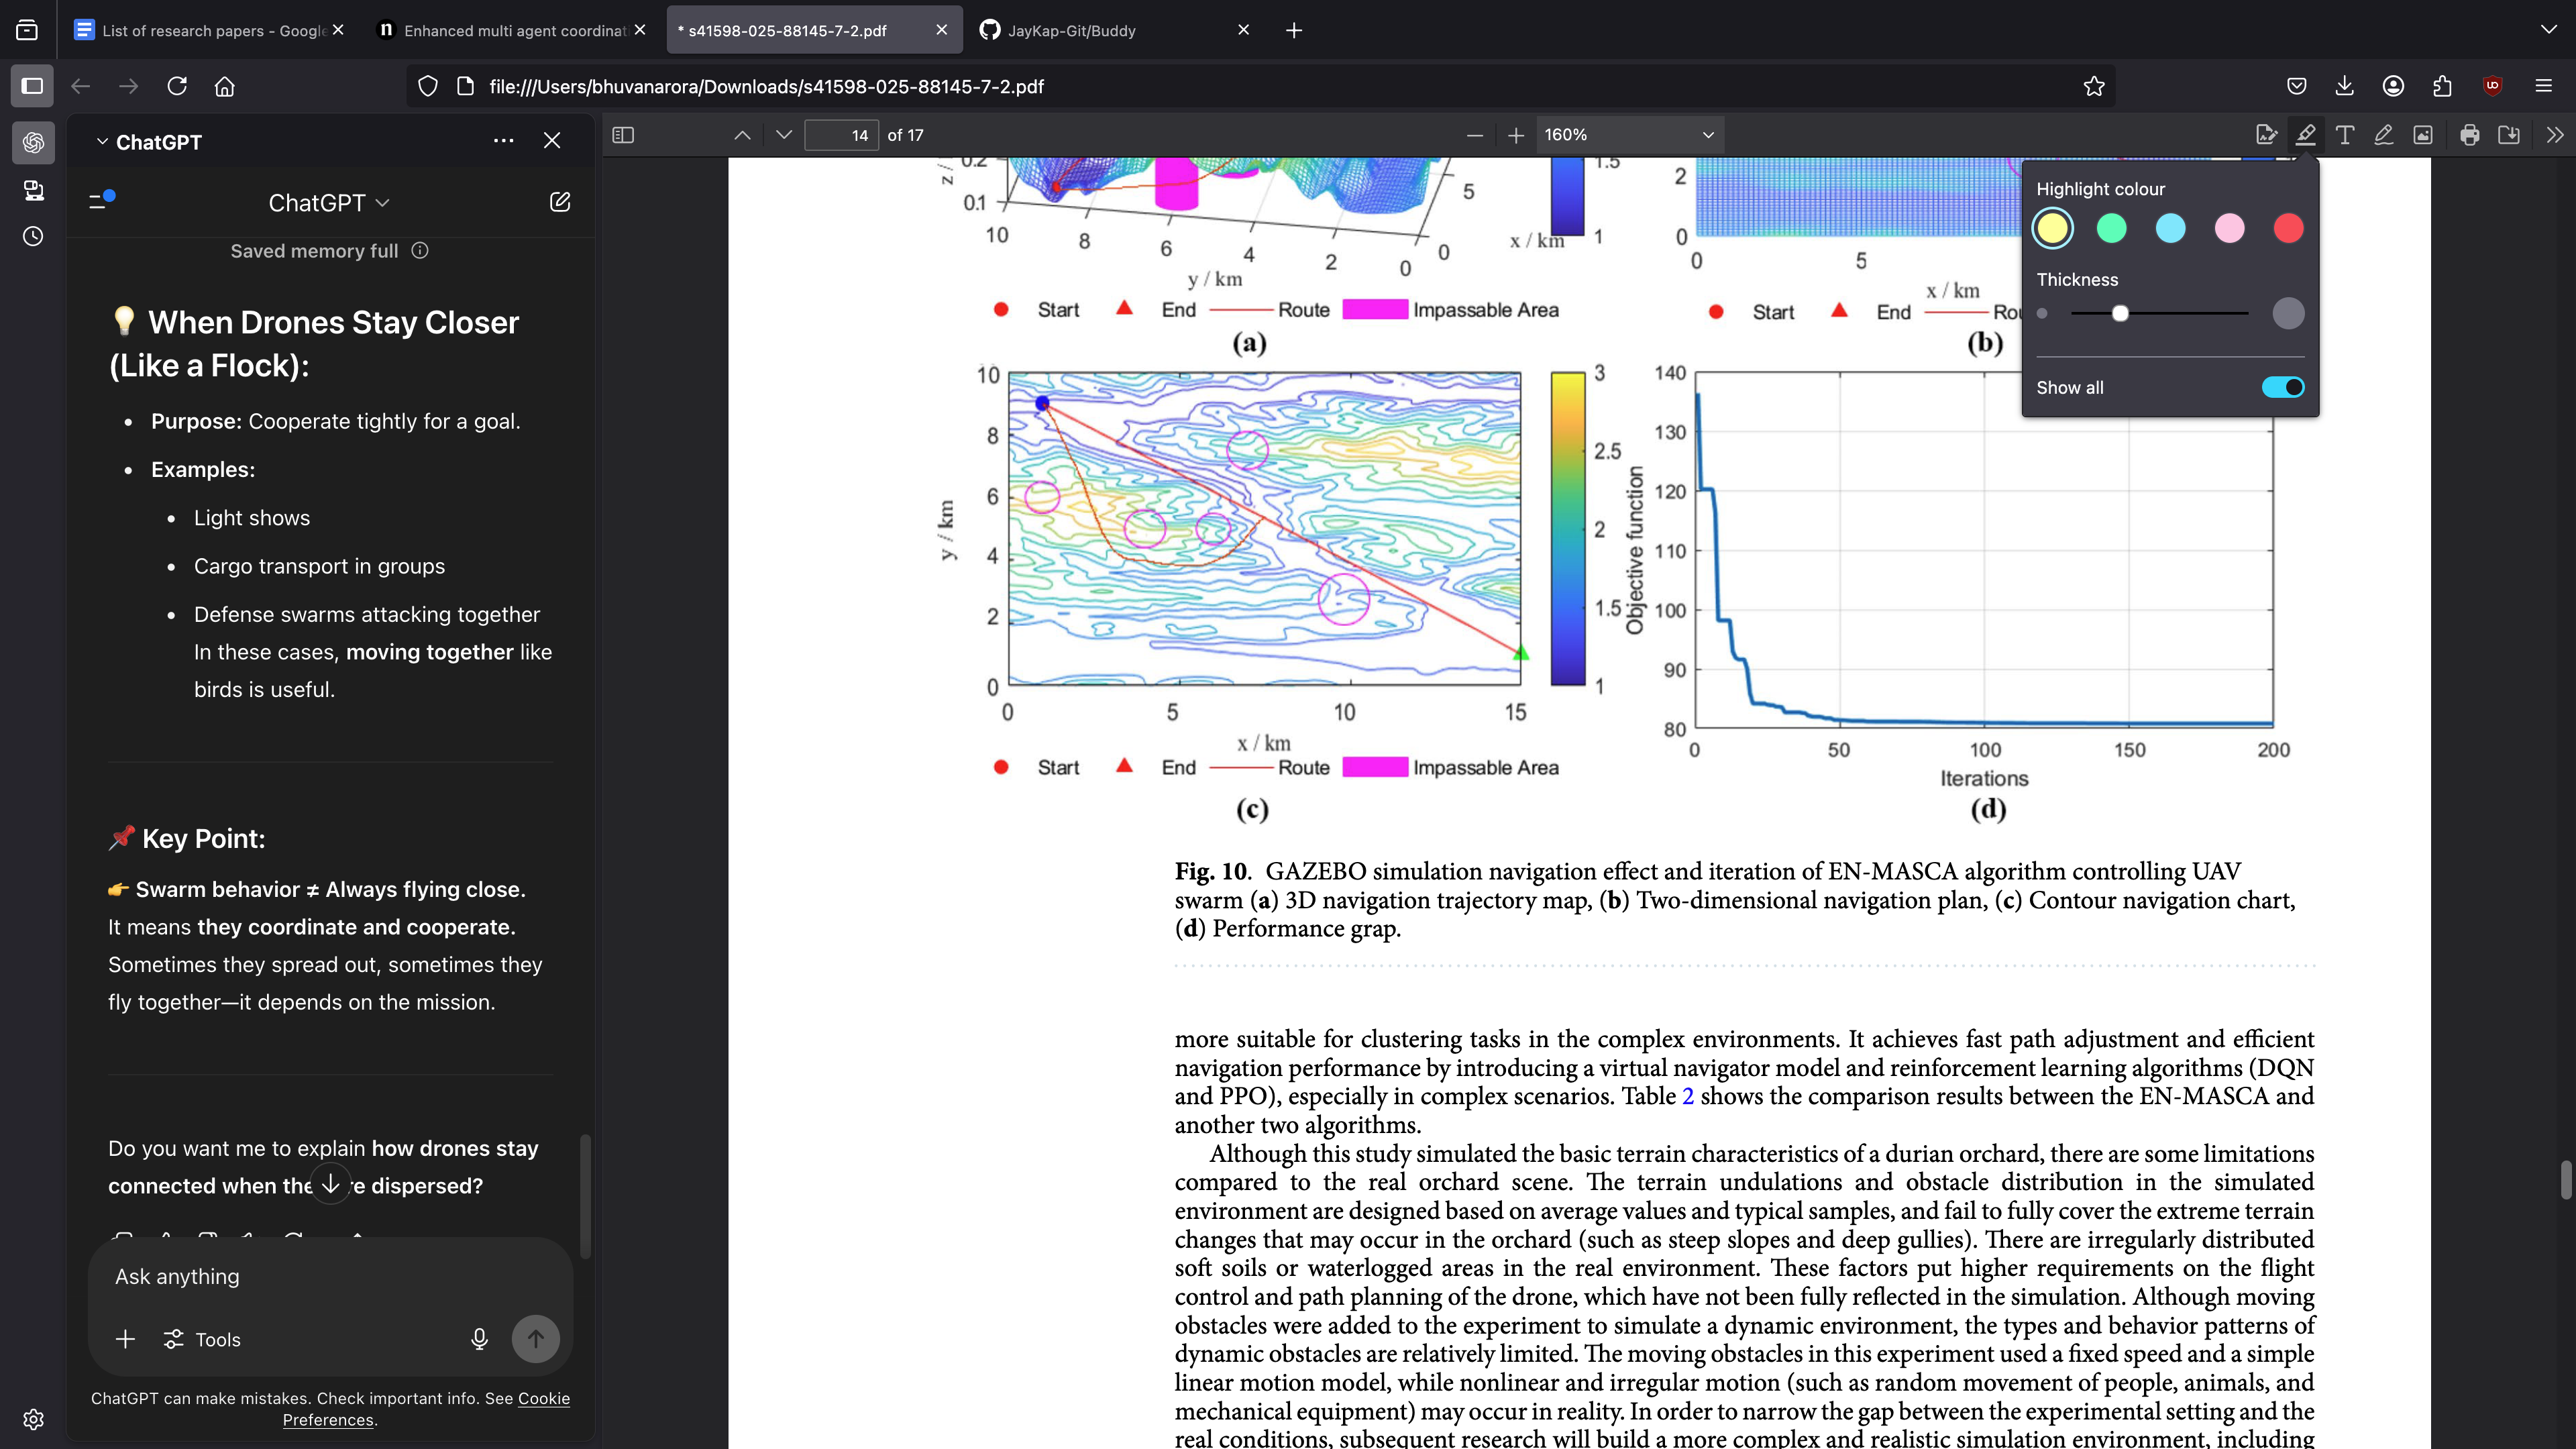 List of research papers - Google
Enhanced multi agent coordinat
* s41598-025-88145-7-2.pdf
JayKap-Git/Buddy
file:///Users/bhuvanarora/Downloads/s41598-025-88145-7-2.pdf
ChatGPT
ChatGPT
Saved memory full
💡 When Drones Stay Closer
(Like a Flock):
• Purpose: Cooperate tightly for a goal.
• Examples:
• Light shows
• Cargo transport in groups
• Defense swarms attacking together
In these cases, moving together like
birds is useful.
📌 Key Point:
👉 Swarm behavior ≠ Always flying close.
It means they coordinate and cooperate.
Sometimes they spread out, sometimes they
fly together—it depends on the mission.
Do you want me to explain how drones stay
connected when the re dispersed?
Ask anything
Tools
ChatGPT can make mistakes. Check important info. See Cookie
Preferences.
14 of 17
160%
Highlight colour
Thickness
Show all
z /
0.2
0.1
10
8
6
4
2
0
y / km
5
0
x / km
1.5
1
Start End Route Impassable Area
(a)
2
0
0
5
x / km
Start End Rou
(b)
10
8
6
4
2
0
y / km
0
5
10
15
x / km
3
2.5
2
1.5
1
Start End Route Impassable Area
(c)
140
130
120
110
100
90
80
Objective function
0
50
100
150
200
Iterations
(d)
Fig. 10. GAZEBO simulation navigation effect and iteration of EN-MASCA algorithm controlling UAV
swarm (a) 3D navigation trajectory map, (b) Two-dimensional navigation plan, (c) Contour navigation chart,
(d) Performance grap.
more suitable for clustering tasks in the complex environments. It achieves fast path adjustment and efficient
navigation performance by introducing a virtual navigator model and reinforcement learning algorithms (DQN
and PPO), especially in complex scenarios. Table 2 shows the comparison results between the EN-MASCA and
another two algorithms.
Although this study simulated the basic terrain characteristics of a durian orchard, there are some limitations
compared to the real orchard scene. The terrain undulations and obstacle distribution in the simulated
environment are designed based on average values and typical samples, and fail to fully cover the extreme terrain
changes that may occur in the orchard (such as steep slopes and deep gullies). There are irregularly distributed
soft soils or waterlogged areas in the real environment. These factors put higher requirements on the flight
control and path planning of the drone, which have not been fully reflected in the simulation. Although moving
obstacles were added to the experiment to simulate a dynamic environment, the types and behavior patterns of
dynamic obstacles are relatively limited. The moving obstacles in this experiment used a fixed speed and a simple
linear motion model, while nonlinear and irregular motion (such as random movement of people, animals, and
mechanical equipment) may occur in reality. In order to narrow the gap between the experimental setting and the
real conditions, subsequent research will build a more complex and realistic simulation environment, including